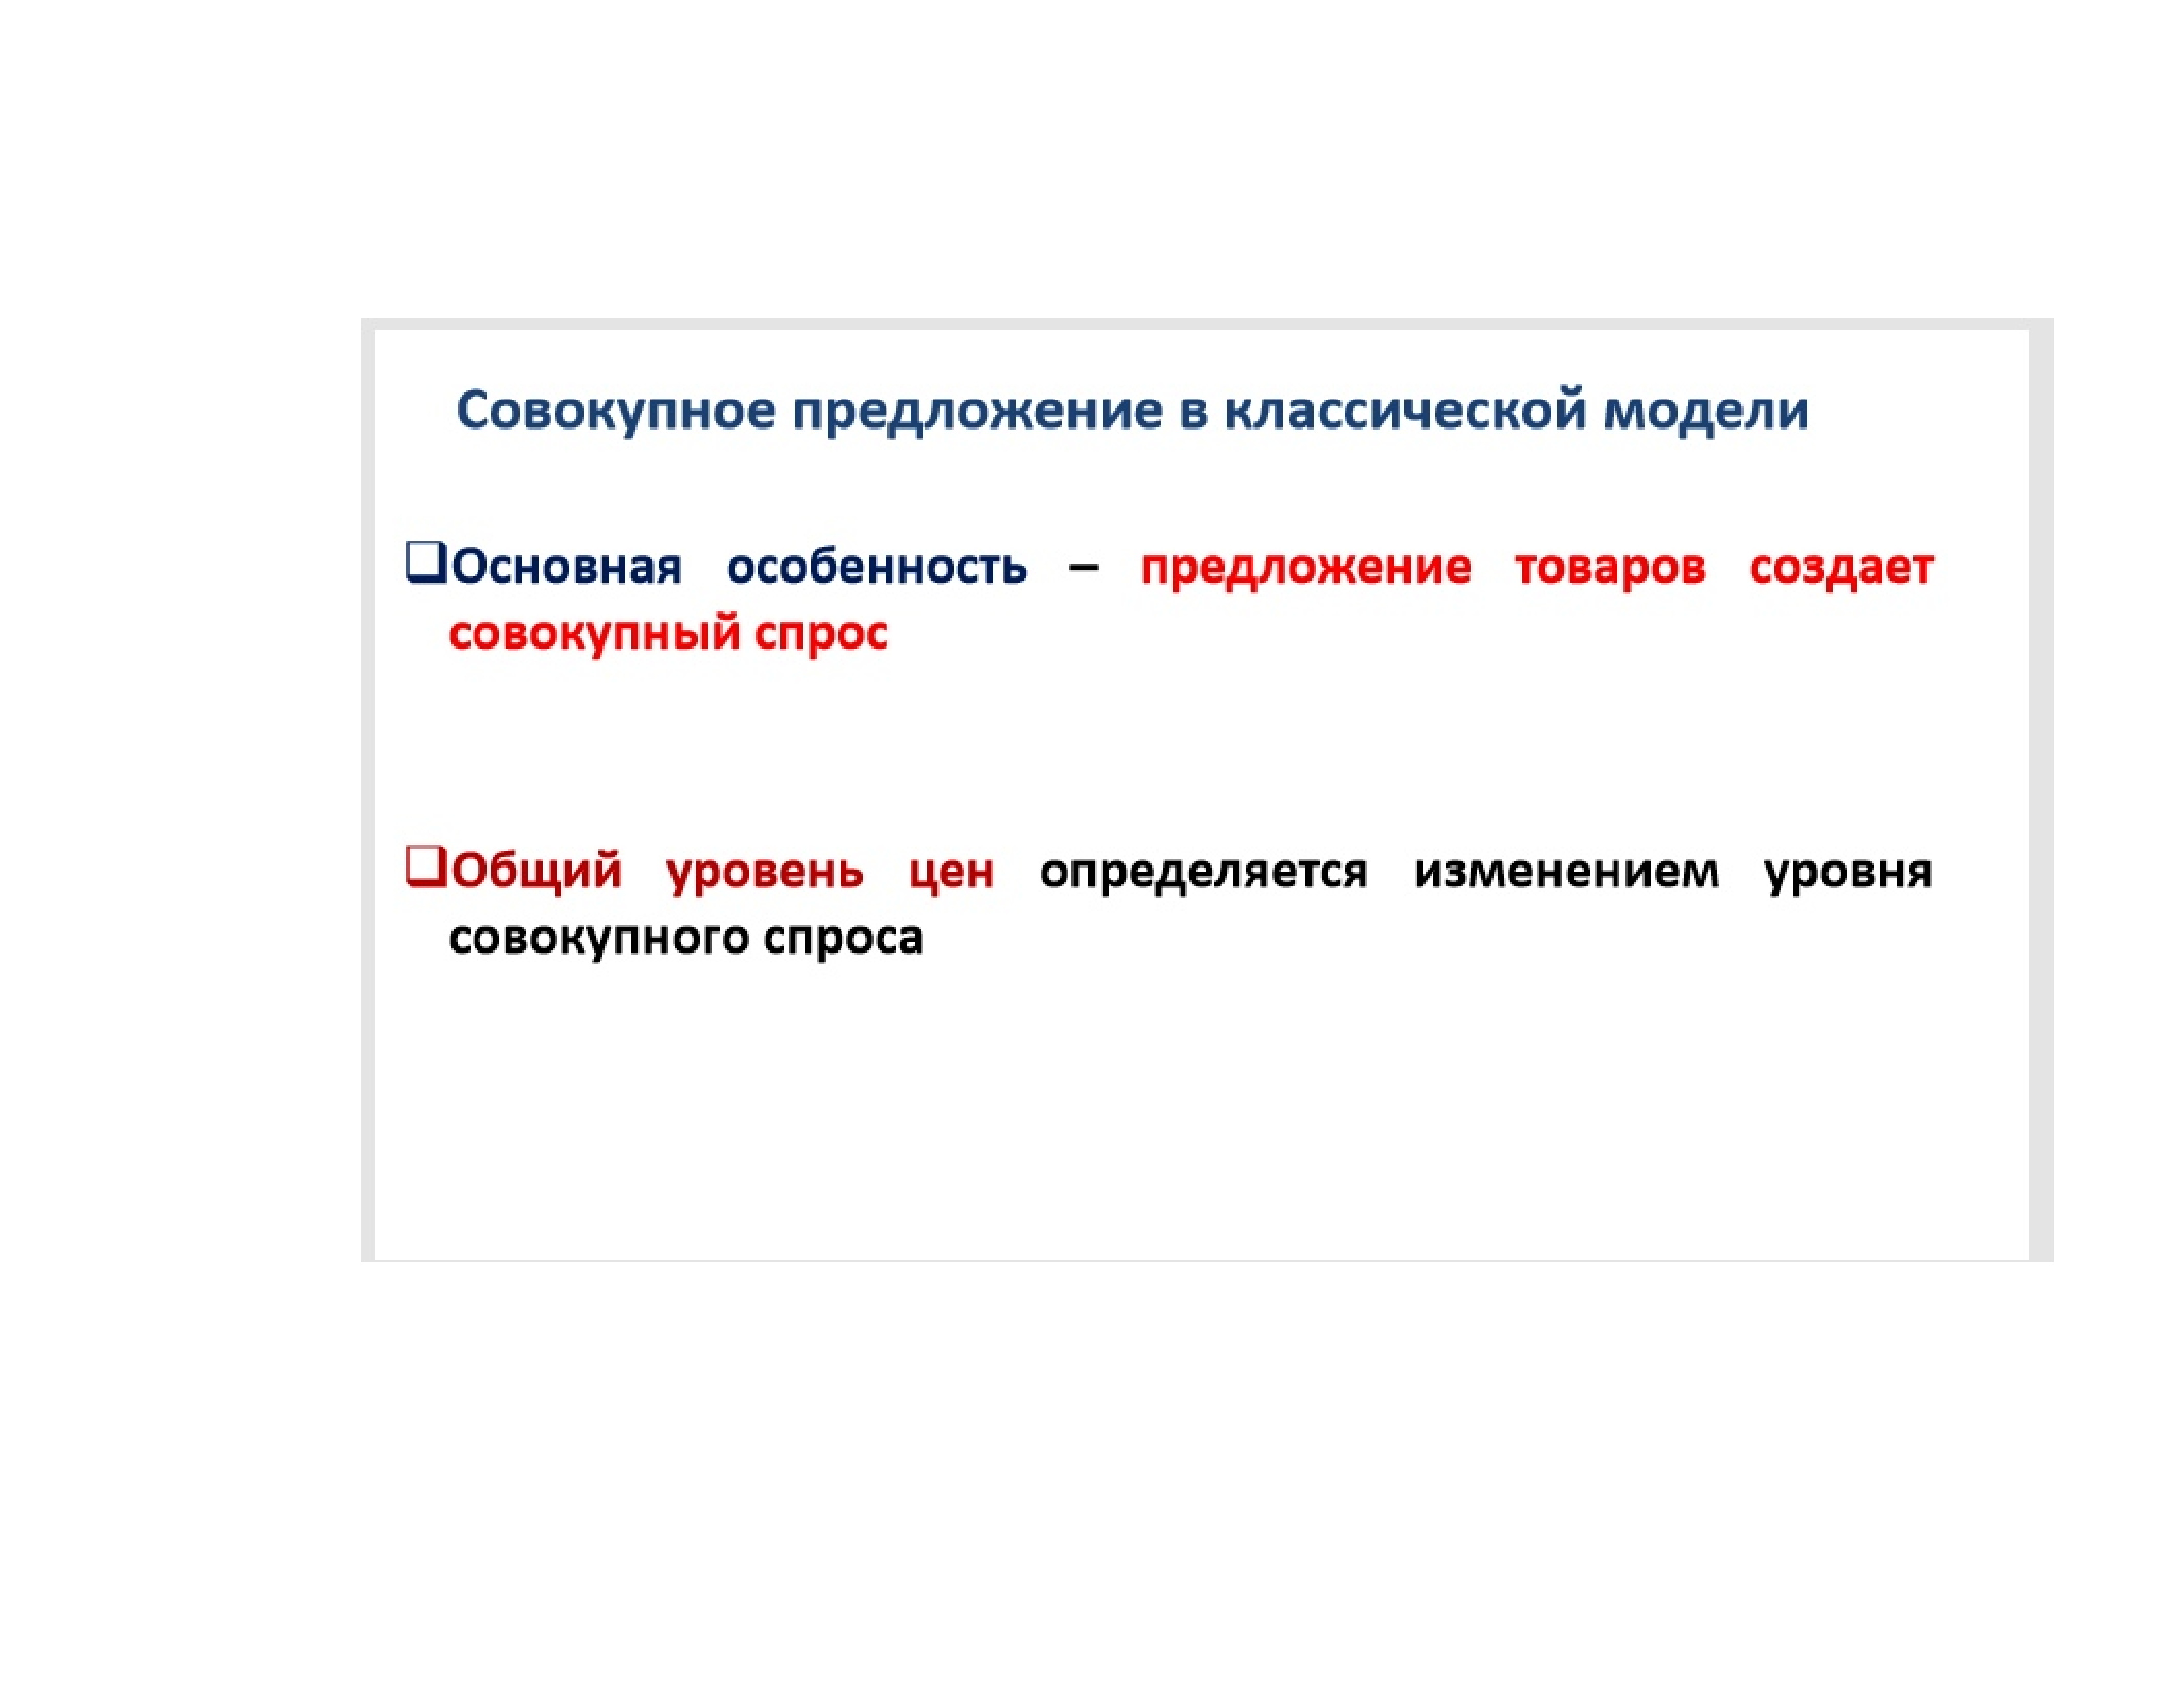 Совокупное предложение в классической модели
❑Основная особенность – предложение товаров создает
совокупный спрос
❑Общий уровень цен определяется изменением уровня
совокупного спроса